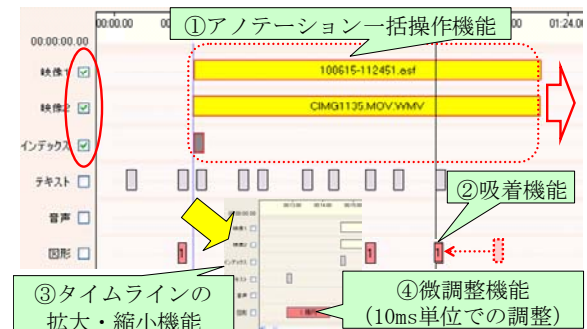 00:00.00
①アノテーション一括操作機能
01:24.0
00:00:00.00
映像1
100615-112451.asf
映像2
CIMG1135.MOV.WMV
インデックス
テキスト
②吸着機能
音声
図形
1
1
1
③タイムラインの
拡大・縮小機能
④微調整機能
(10ms単位での調整)